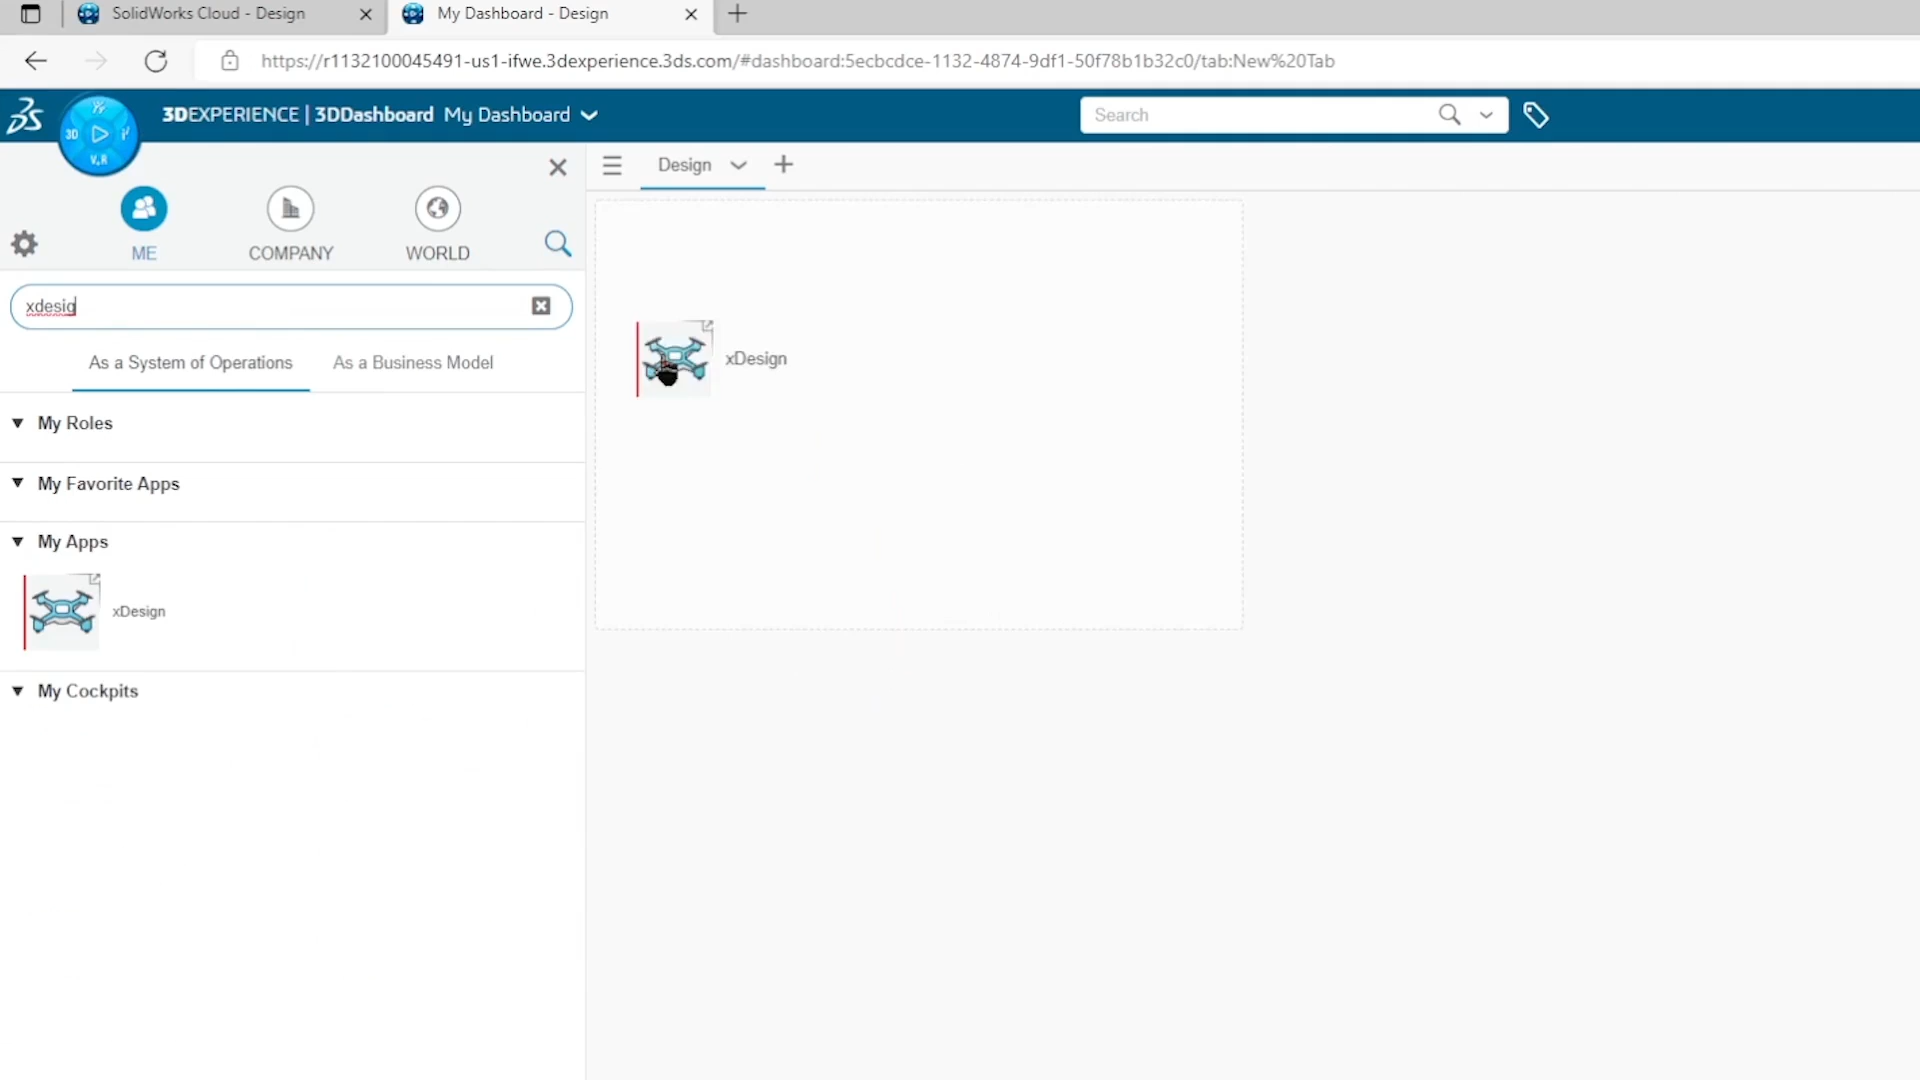 SolidWorks Cloud - Design
My Dashboard - Design
https://r1132100045491-us1-ifwe.3dexperience.3ds.com/#dashboard:5ecbcdce-1132-4874-9df1-50f78b1b32c0/tab:New%20Tab
3DEXPERIENCE | 3DDashboard My Dashboard
Search
3D
V.R
ME
COMPANY
WORLD
Design
xdesig
As a System of Operations
As a Business Model
My Roles
My Favorite Apps
My Apps
xDesign
My Cockpits
xDesign